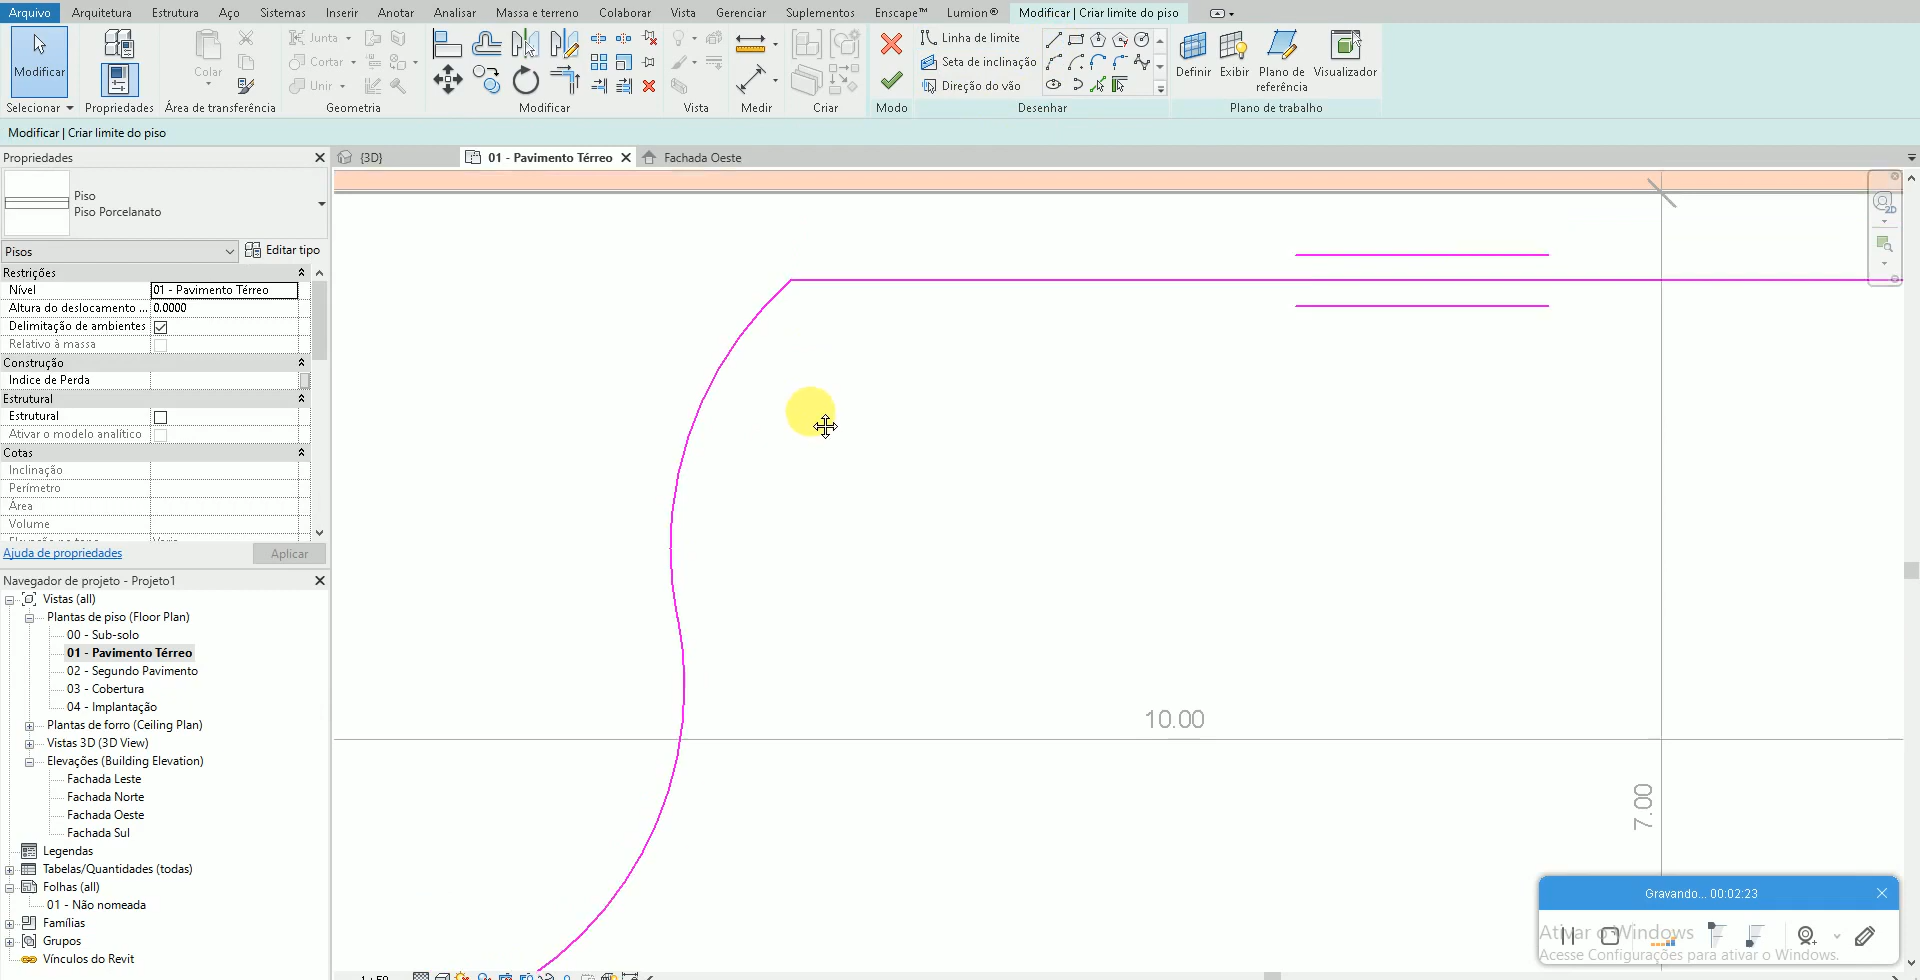 Arquivo Arquitetura Estrutura Aço Sistemas Inserir Anotar Analisar Massa e terreno Colaborar Vista Gerenciar Suplementos Enscape™ Lumion® Modificar | Criar limite do piso
Modificar
Colar
Junta
Cortar
Unir
Linha de limite
Seta de inclinação
Direção do vão
Definir Exibir Plano de referência Visualizador
Selecionar Propriedades Área de transferência Geometria Modificar Vista Medir Criar Modo Desenhar Plano de trabalho
Modificar | Criar limite do piso
Propriedades
{3D} 01 - Pavimento Térreo Fachada Oeste
Piso
Piso Porcelanato
Pisos Editar tipo
Restrições
Nível 01 - Pavimento Térreo
Altura do deslocamento ... 0.0000
Delimitação de ambientes
Relativo à massa
Construção
Indice de Perda
Estrutural
Estrutural
Ativar o modelo analítico
Cotas
Inclinação
Perímetro
Área
Volume
Ajuda de propriedades Aplicar
Navegador de projeto - Projeto1
Vistas (all)
Plantas de piso (Floor Plan)
00 - Sub-solo
01 - Pavimento Térreo
02 - Segundo Pavimento
03 - Cobertura
04 - Implantação
Plantas de forro (Ceiling Plan)
Vistas 3D (3D View)
Elevações (Building Elevation)
Fachada Leste
Fachada Norte
Fachada Oeste
Fachada Sul
Legendas
Tabelas/Quantidades (todas)
Folhas (all)
01 - Não nomeada
Famílias
Grupos
Vínculos do Revit
2D
10.00
7.00
Gravando... 00:02:23
Ativar o Windows
Acesse Configurações para ativar o Windows.